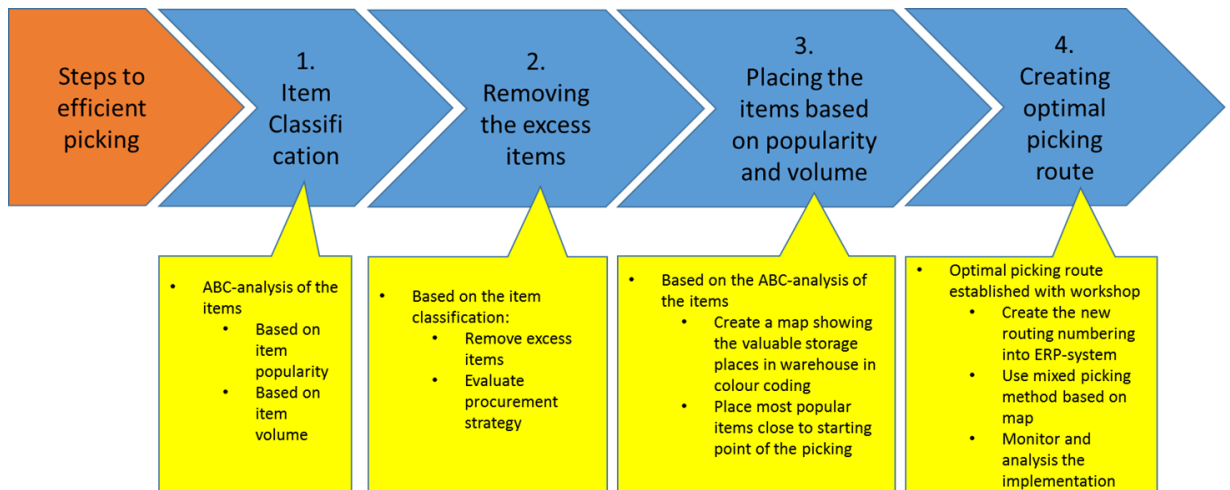 Steps to
efficient
picking
1.
Item
Classifi
cation
2.
Removing
the excess
items
3.
Placing the
items based
on popularity
and volume
4.
Creating
optimal
picking
route
• ABC-analysis of the
items
• Based on
item
popularity
• Based on
item
volume
• Based on the item
classification:
• Remove excess
items
• Evaluate
procurement
strategy
• Based on the ABC-analysis of
the items
• Create a map showing
the valuable storage
places in warehouse in
colour coding
• Place most popular
items close to starting
point of the picking
• Optimal picking route
established with workshop
• Create the new
routing numbering
into ERP-system
• Use mixed picking
method based on
map
• Monitor and
analysis the
implementation